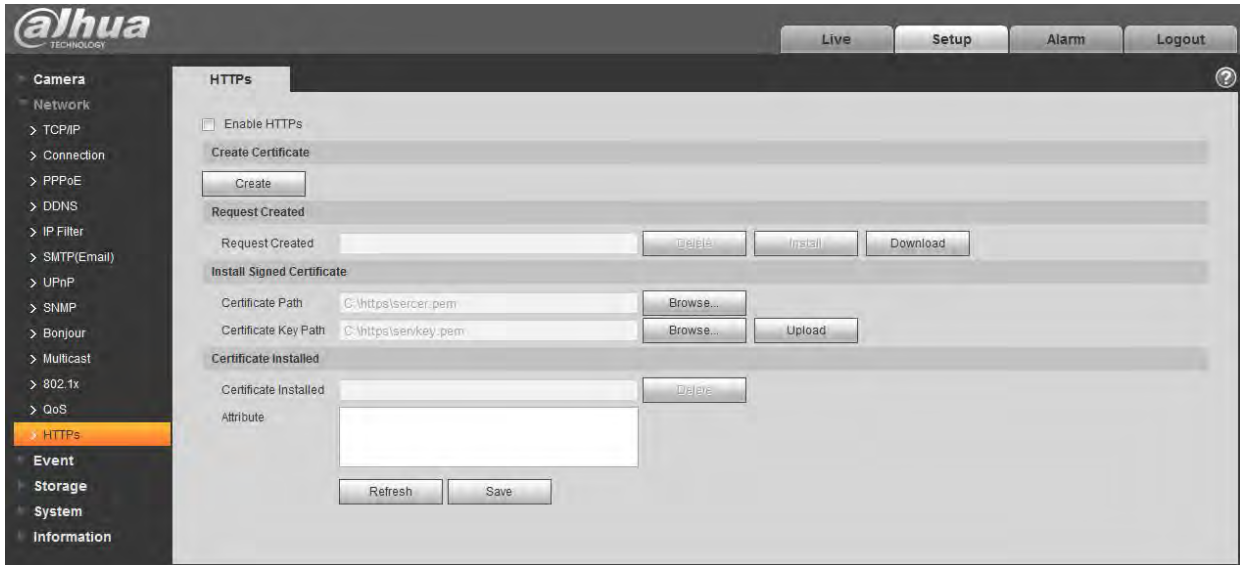 alhua
TECHNOLOGY
Live Setup Alarm Logout
Camera
Network
> TCP/IP
> Connection
> PPPoE
> DDNS
> IP Filter
> SMTP(Email)
> UPnP
> SNMP
> Bonjour
> Multicast
> 802.1x
> QoS
> HTTPs
Event
Storage
System
Information
HTTPs
?
Enable HTTPs
Create Certificate
Create
Request Created
Request Created Delete Install Download
Install Signed Certificate
Certificate Path C:\https\sercer.pem Browse...
Certificate Key Path C:\https\servkey.pem Browse... Upload
Certificate Installed
Certificate Installed Delete
Attribute
Refresh Save